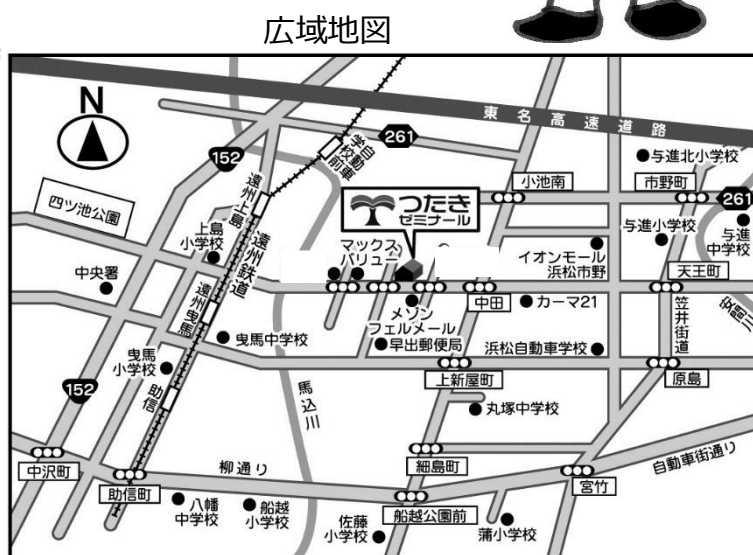 広域地図
N
東名高速道路
261
152
自動車
学校前
遠州上島
四ツ池公園
上島
小学校
遠州鉄道
中央署
遠州曳馬
曳馬中学校
曳馬
小学校
助信
152
中沢町
助信町
柳通り
八幡
中学校
船越
小学校
馬込川
つたき
ゼミナール
マックス
バリュー
メゾン
フェルメール
早出郵便局
中田
カーマ21
イオンモール
浜松市野
小池南
市野町
261
与進北小学校
与進小学校
与進
中学校
天王町
安間川
笠井街道
浜松自動車学校
原島
上新屋町
丸塚中学校
細島町
船越公園前
佐藤
小学校
蒲小学校
宮竹
自動車街通り